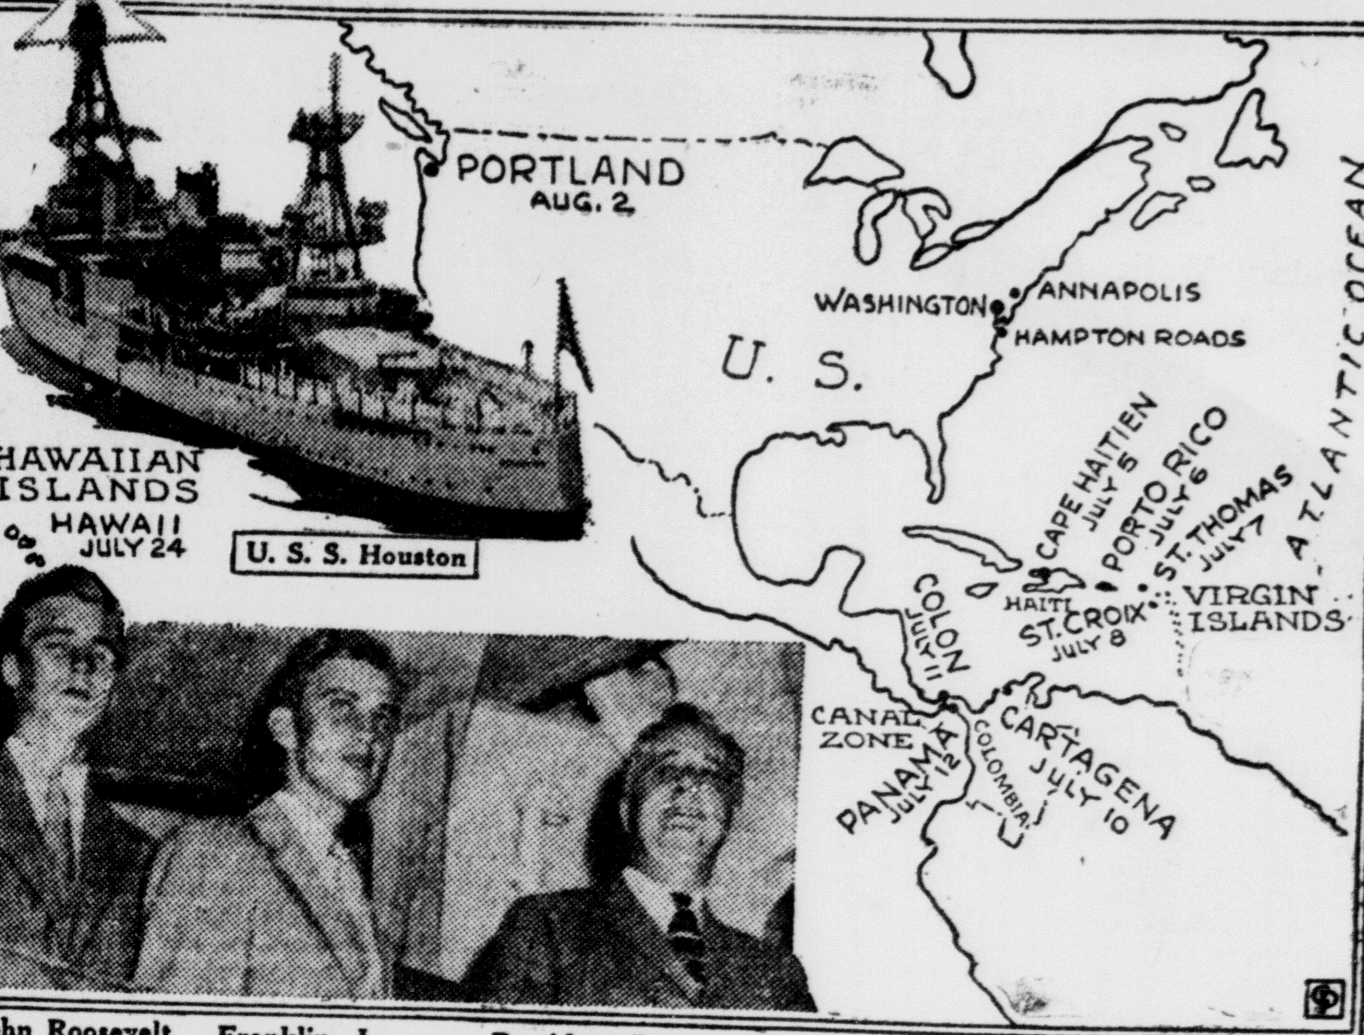 PORTLAND
AUG. 2
WASHINGTON
ANNAPOLIS
HAMPTON ROADS
U. S.
ATLANTIC OCEAN
HAWAIIAN
ISLANDS
HAWAII
JULY 24
U. S. S. Houston
CAPE HAITIEN
JULY 5
PORTO RICO
JULY 6
ST. THOMAS
JULY 7
VIRGIN
ISLANDS
HAITI
ST. CROIX
JULY 8
COLON
JULY 11
CANAL
ZONE
PANAMA
JULY 12
COLOMBIA
CARTAGENA
JULY 10
Roosevelt